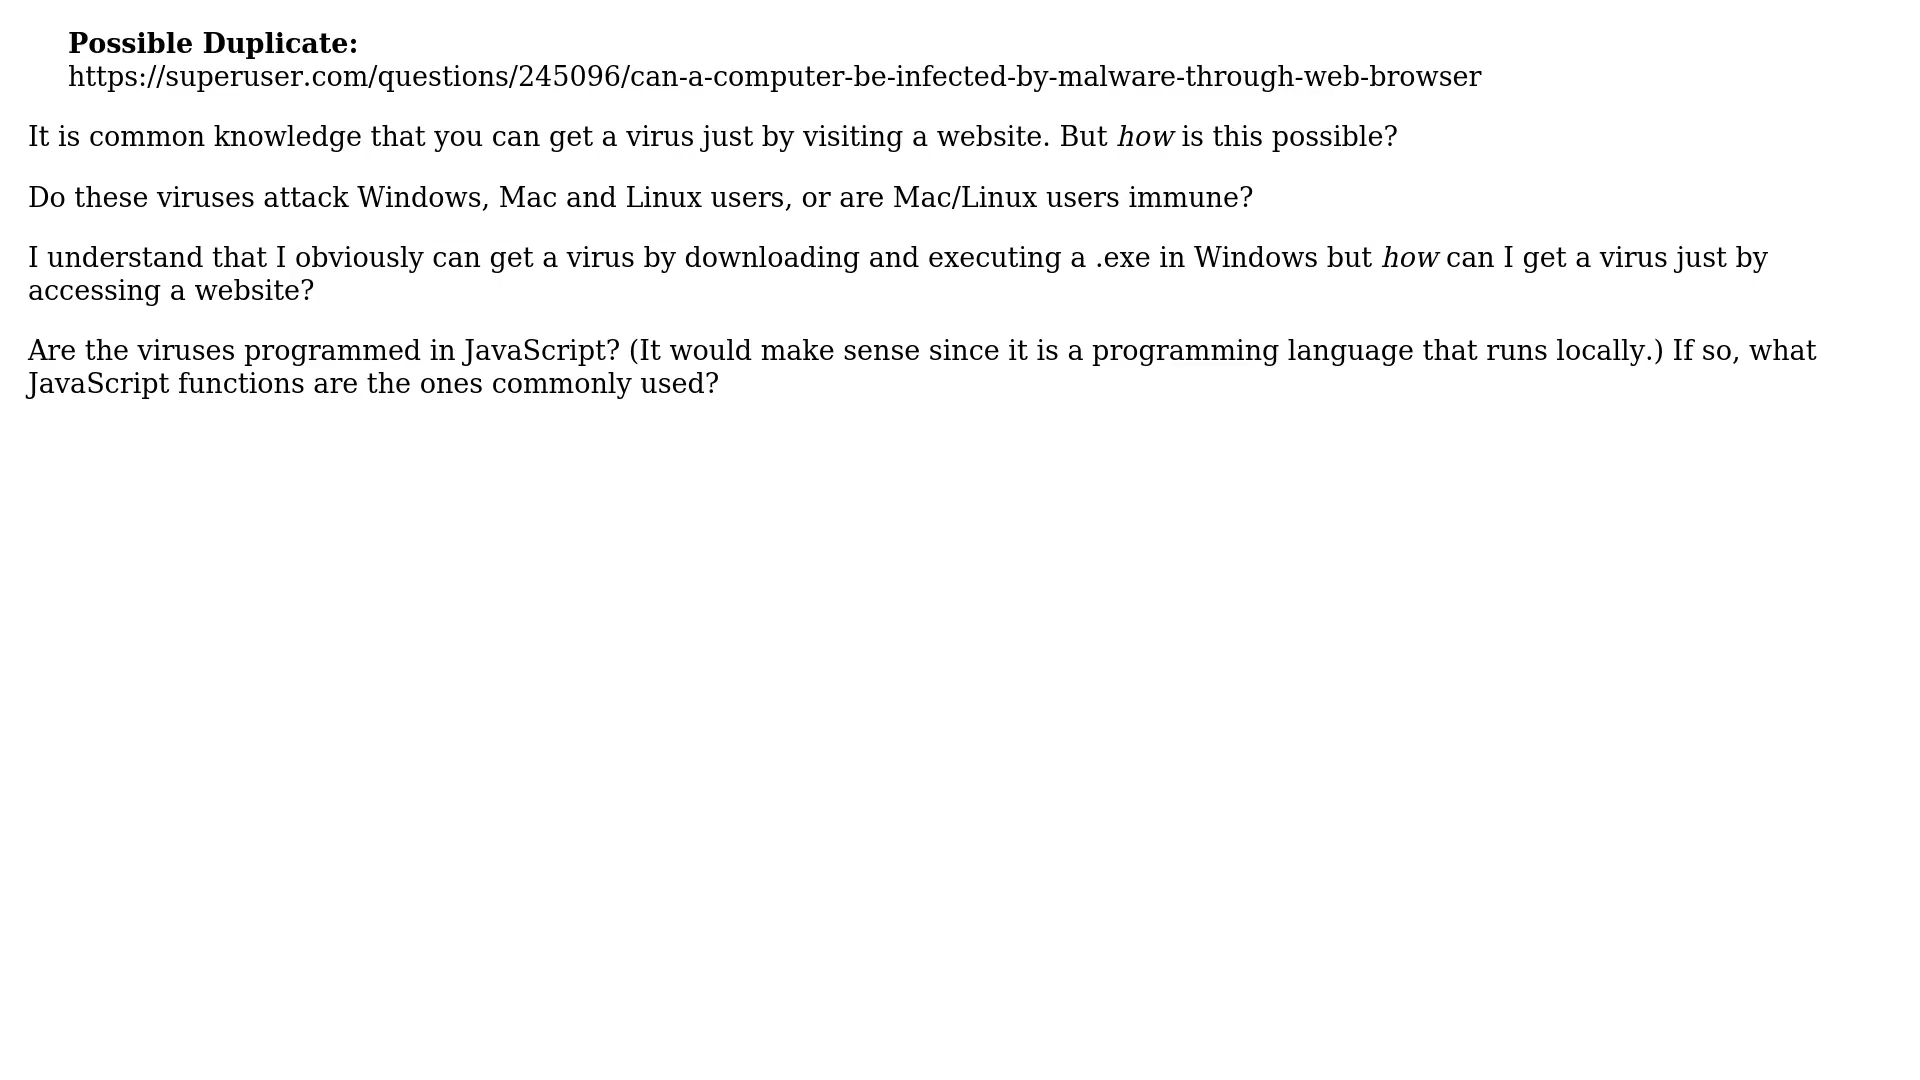 Possible Duplicate:
https://superuser.com/questions/245096/can-a-computer-be-infected-by-malware-through-web-browser
It is common knowledge that you can get a virus just by visiting a website. But how is this possible?
Do these viruses attack Windows, Mac and Linux users, or are Mac/Linux users immune?
I understand that I obviously can get a virus by downloading and executing a .exe in Windows but how can I get a virus just by
accessing a website?
Are the viruses programmed in JavaScript? (It would make sense since it is a programming language that runs locally.) If so, what
JavaScript functions are the ones commonly used?